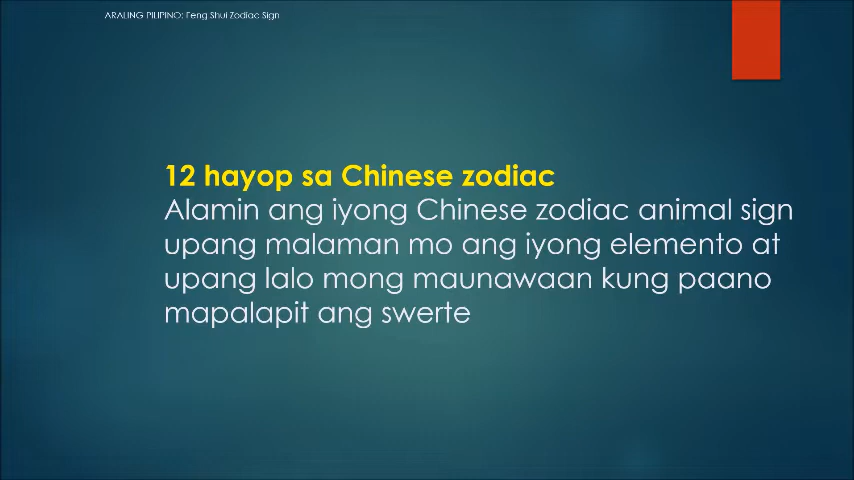 ARALING PILIPINO: Feng Shui Zodiac Sign
12 hayop sa Chinese zodiac
Alamin ang iyong Chinese zodiac animal sign
upang malaman mo ang iyong elemento at
upang lalo mong maunawaan kung paano
mapalapit ang swerte